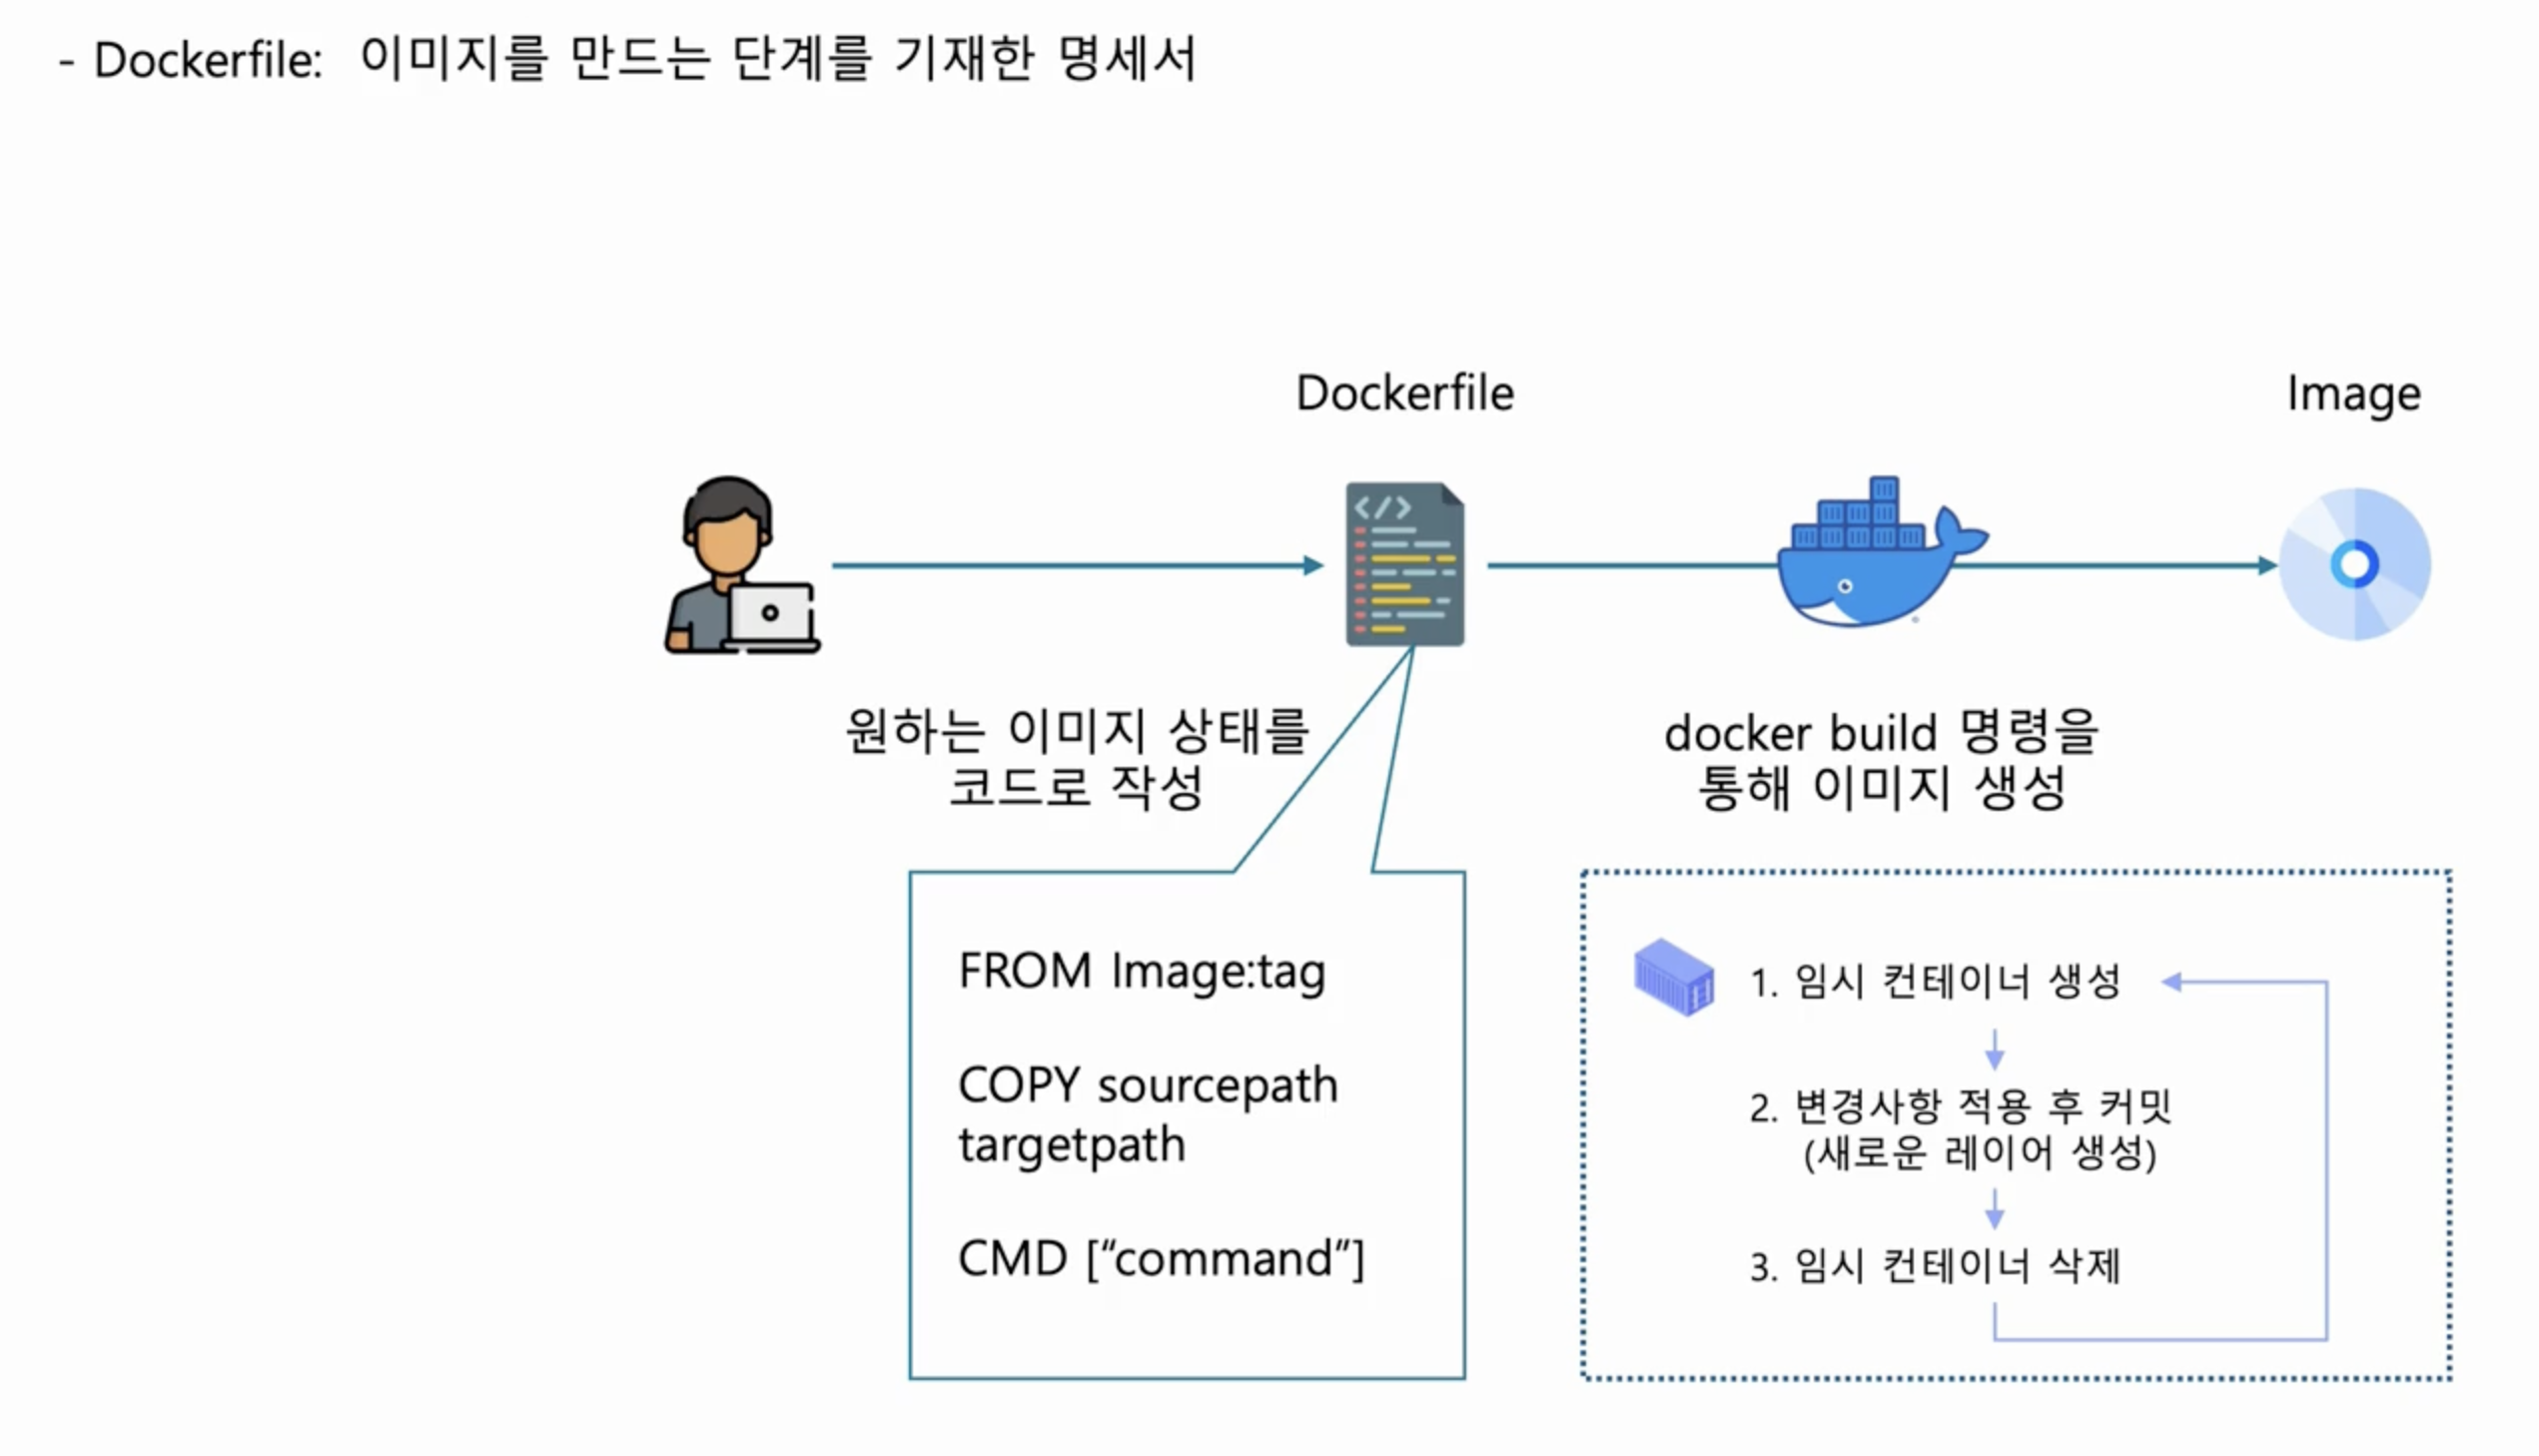 - Dockerfile: 이미지를 만드는 단계를 기재한 명세서
Dockerfile
Image
</>
원하는 이미지 상태를
코드로 작성
docker build 명령을
통해 이미지 생성
FROM Image:tag
COPY sourcepath
targetpath
CMD [“command”]
1. 임시 컨테이너 생성
2. 변경사항 적용 후 커밋
(새로운 레이어 생성)
3. 임시 컨테이너 삭제